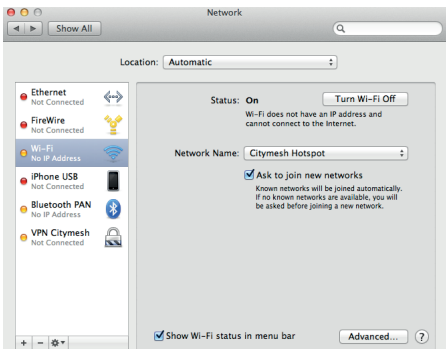 Network
Show All
Location: Automatic
Ethernet
Not Connected
FireWire
Not Connected
Wi-Fi
No IP Address
iPhone USB
Not Connected
Bluetooth PAN
No IP Address
VPN Citymesh
Not Connected
Status: On
Turn Wi-Fi Off
Wi-Fi does not have an IP address and
cannot connect to the Internet.
Network Name: Citymesh Hotspot
Ask to join new networks
Known networks will be joined automatically.
If no known networks are available, you will
be asked before joining a new network.
Show Wi-Fi status in menu bar
Advanced... ?